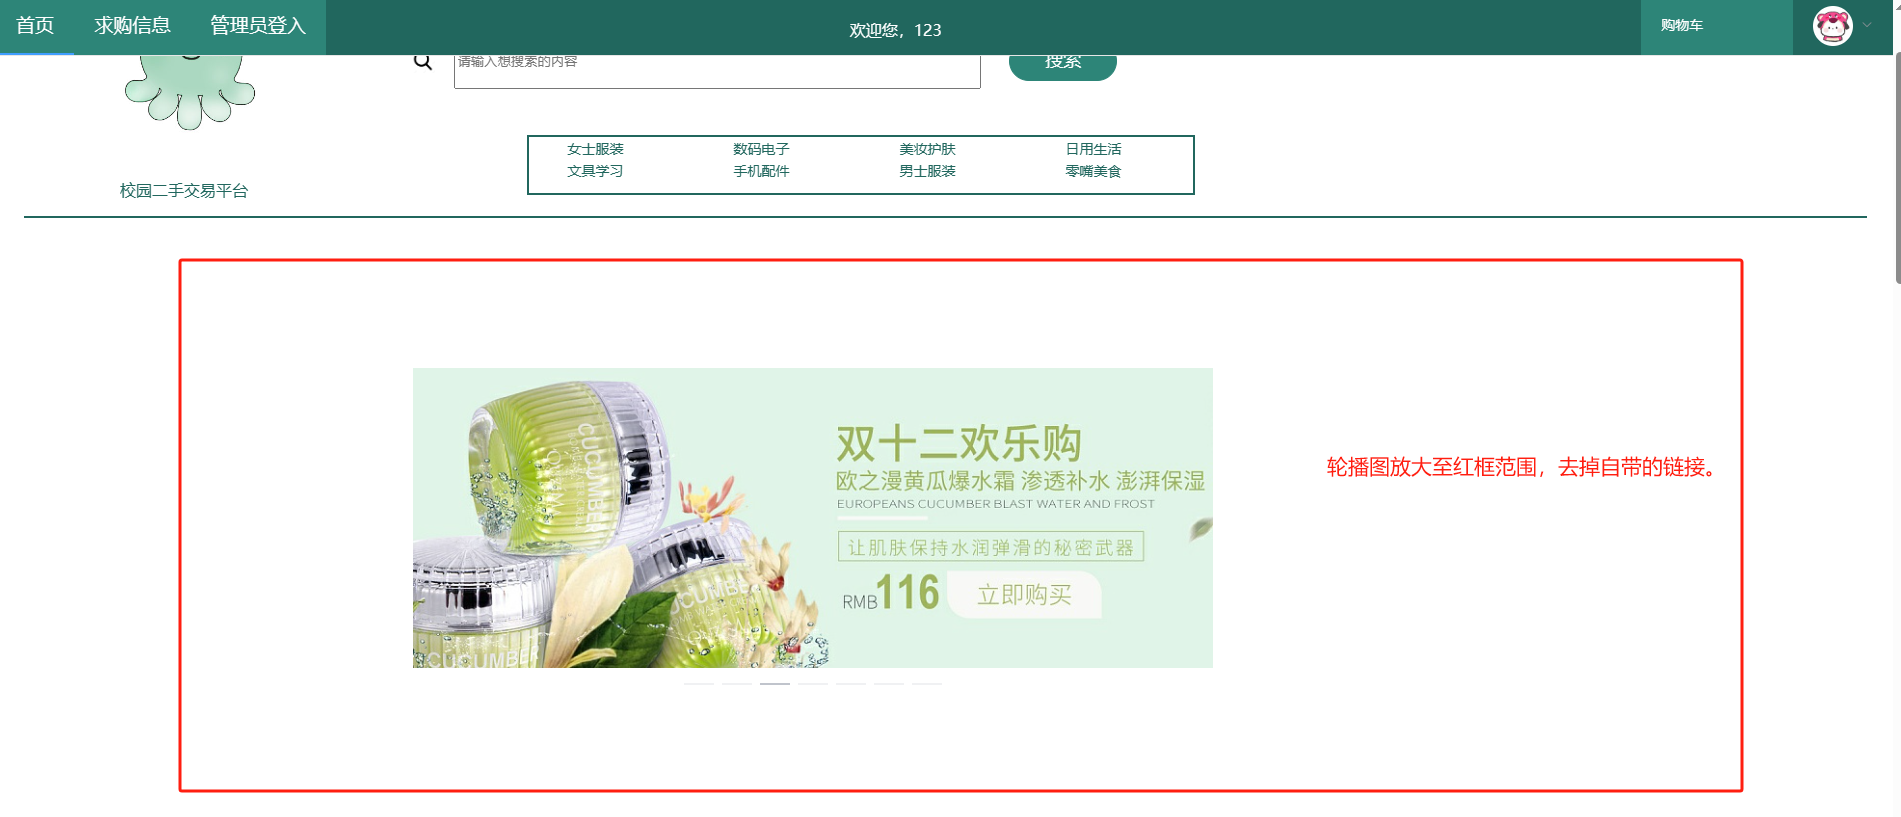 首页
求购信息
管理员登入
欢迎您，123
购物车
请输入想搜索的内容
搜索
女士服装
数码电子
美妆护肤
日用生活
文具学习
手机配件
男士服装
零嘴美食
校园二手交易平台
双十二欢乐购
欧之漫黄瓜爆水霜 渗透补水 澎湃保湿
EUROPEANS CUCUMBER BLAST WATER AND FROST
让肌肤保持水润弹滑的秘密武器
RMB116
立即购买
轮播图放大至红框范围，去掉自带的链接。
CUCUMBER
CUCUMBER
CUCUMBER